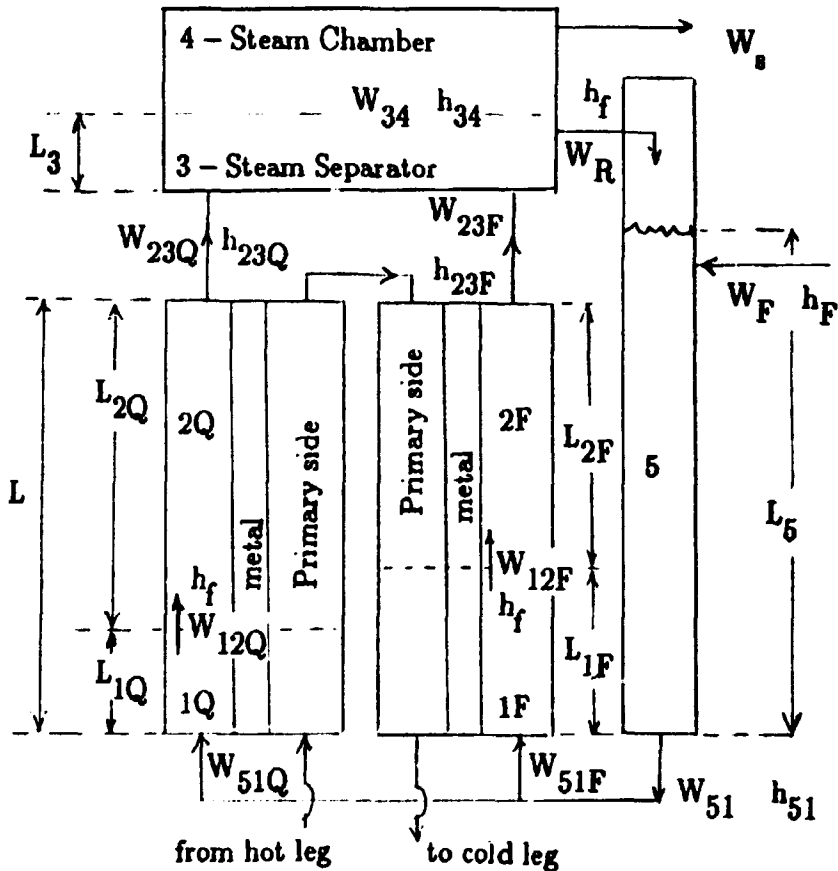 4 – Steam Chamber
W_s
W_34 h_34
h_f
L_3
3 – Steam Separator
W_R
W_23Q h_23Q
W_23F
h_23F
W_F h_F
L_2Q
2Q
Primary side
Primary side
2F
L_2F
5
L
metal
metal
L_5
h_f
W_12F
W_12Q
h_f
L_1Q
L_1F
1Q
1F
W_51Q
W_51F
W_51 h_51
from hot leg
to cold leg